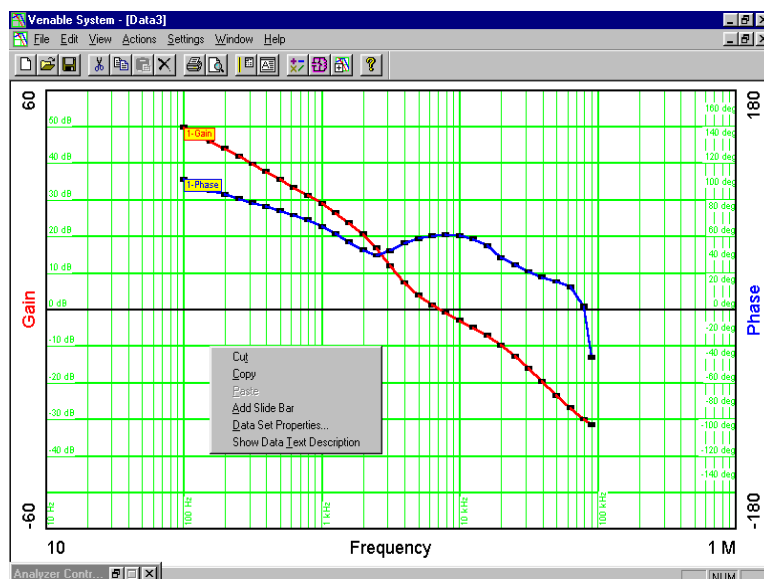 Venable System - [Data3]
File Edit View Actions Settings Window Help
60
180
50 dB
40 dB
30 dB
20 dB
10 dB
0 dB
-10 dB
-20 dB
-30 dB
-40 dB
160 deg
140 deg
120 deg
100 deg
80 deg
60 deg
40 deg
20 deg
0 deg
-20 deg
-40 deg
-60 deg
-80 deg
-100 deg
-120 deg
-140 deg
1-Gain
1-Phase
Gain
Phase
Cut
Copy
Paste
Add Slide Bar
Data Set Properties...
Show Data Text Description
10 Hz
100 Hz
1 kHz
10 kHz
100 kHz
-60
-180
10
Frequency
1 M
Analyzer Contr...
NUM